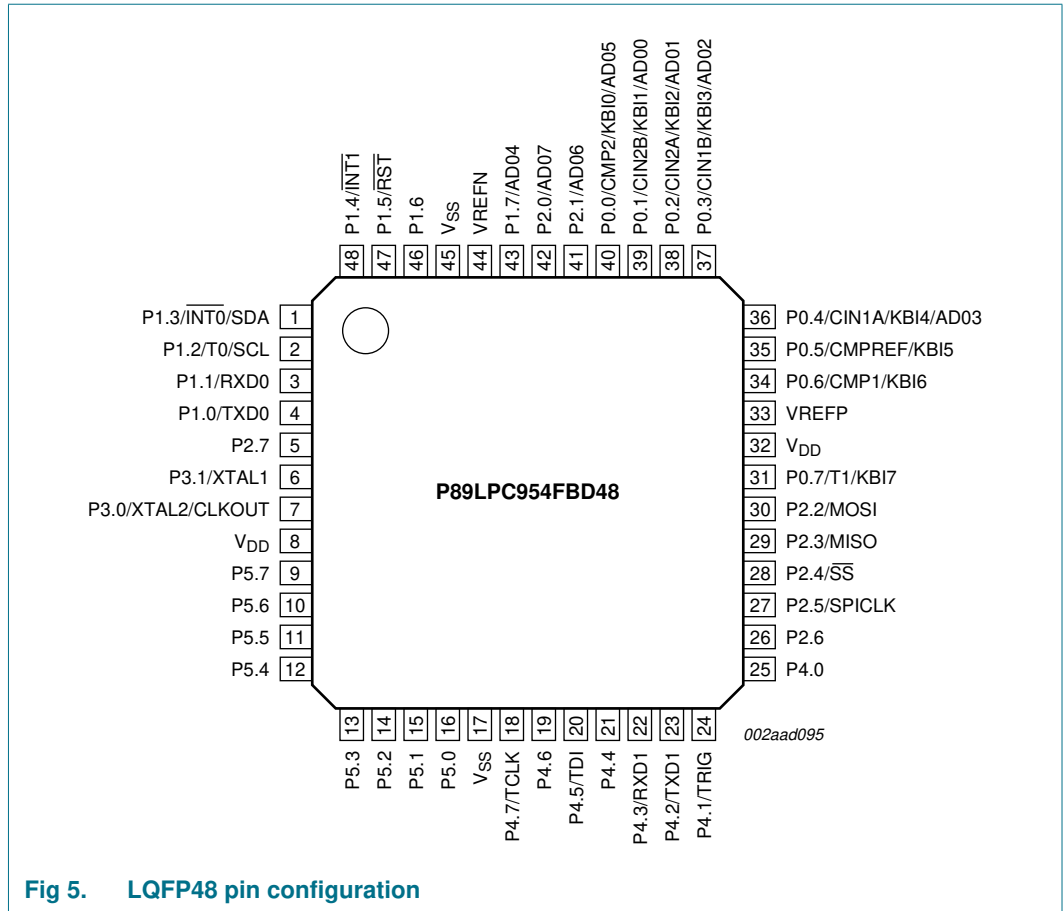 P1.4/INT1
P1.5/RST
P1.6
VSS
VREFN
P1.7/AD04
P2.0/AD07
P2.1/AD06
P0.0/CMP2/KBI0/AD05
P0.1/CIN2B/KBI1/AD00
P0.2/CIN2A/KBI2/AD01
P0.3/CIN1B/KBI3/AD02
48 47 46 45 44 43 42 41 40 39 38 37
P1.3/INT0/SDA 1
P1.2/T0/SCL 2
P1.1/RXD0 3
P1.0/TXD0 4
P2.7 5
P3.1/XTAL1 6
P3.0/XTAL2/CLKOUT 7
VDD 8
P5.7 9
P5.6 10
P5.5 11
P5.4 12
P89LPC954FBD48
36 P0.4/CIN1A/KBI4/AD03
35 P0.5/CMPREF/KBI5
34 P0.6/CMP1/KBI6
33 VREFP
32 VDD
31 P0.7/T1/KBI7
30 P2.2/MOSI
29 P2.3/MISO
28 P2.4/SS
27 P2.5/SPICLK
26 P2.6
25 P4.0
13 14 15 16 17 18 19 20 21 22 23 24
P5.3
P5.2
P5.1
P5.0
VSS
P4.7/TCLK
P4.6
P4.5/TDI
P4.4
P4.3/RXD1
P4.2/TXD1
P4.1/TRIG
002aad095
Fig 5. LQFP48 pin configuration